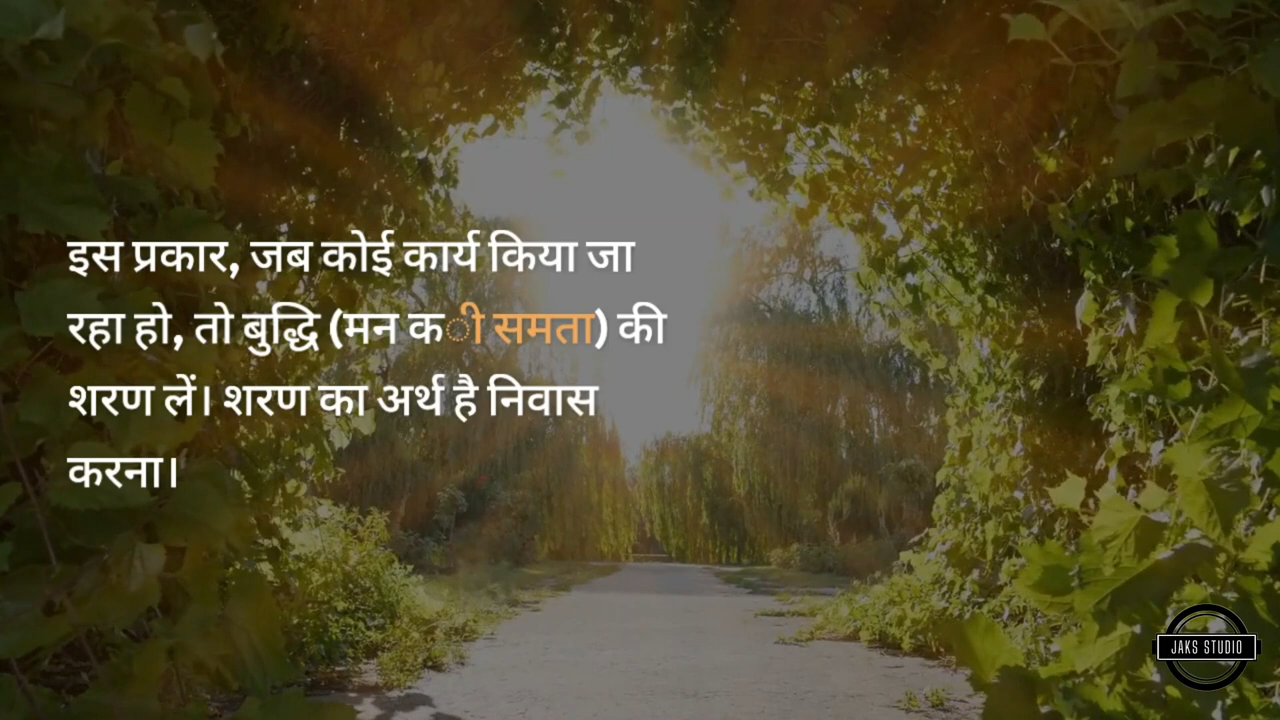 इस प्रकार, जब कोई कार्य किया जा
रहा हो, तो बुद्धि (मन की समता) की
शरण लें। शरण का अर्थ है निवास
करना।
JAKS STUDIO